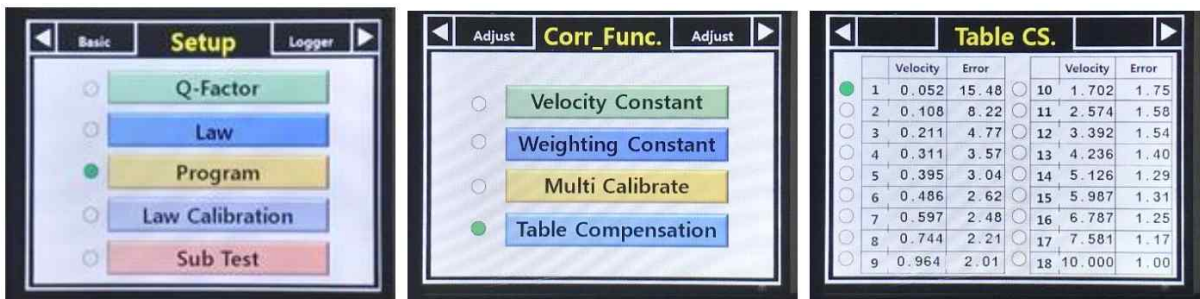 Basic Setup Logger
Q-Factor
Law
Program
Law Calibration
Sub Test
Adjust Corr_Func. Adjust
Velocity Constant
Weighting Constant
Multi Calibrate
Table Compensation
Table CS.
Velocity Error Velocity Error
1 0.052 15.48 10 1.702 1.75
2 0.108 8.22 11 2.574 1.58
3 0.211 4.77 12 3.392 1.54
4 0.311 3.57 13 4.236 1.40
5 0.395 3.04 14 5.126 1.29
6 0.486 2.62 15 5.987 1.31
7 0.597 2.48 16 6.787 1.25
8 0.744 2.21 17 7.581 1.17
9 0.964 2.01 18 10.000 1.00